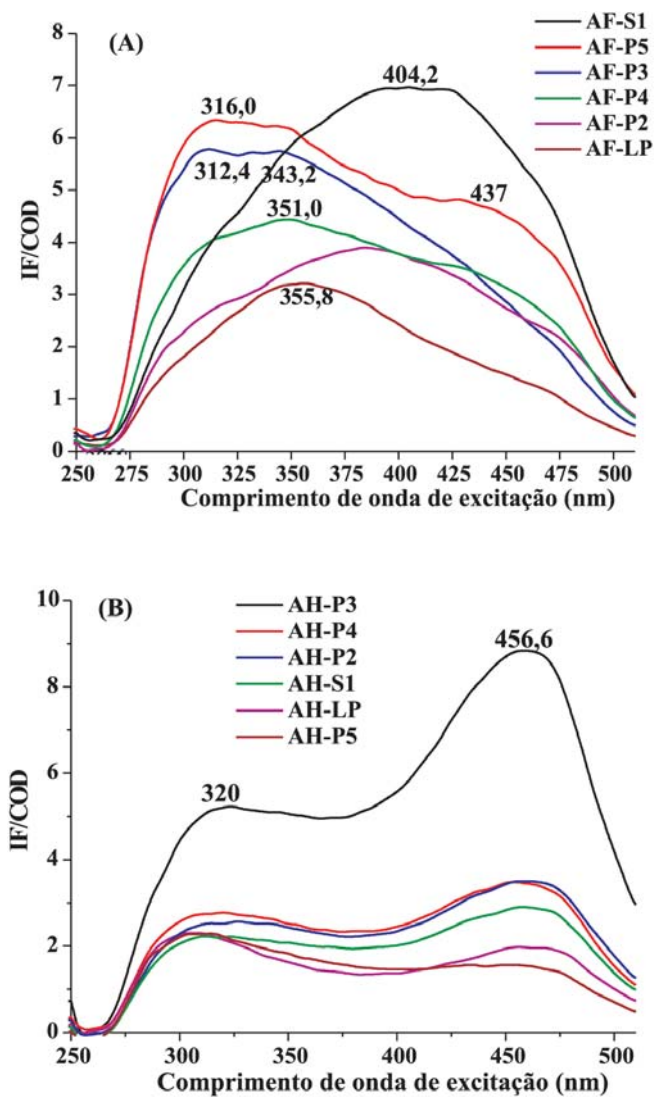 (A)
AF-S1
AF-P5
AF-P3
AF-P4
AF-P2
AF-LP
8
7
6
5
4
3
2
1
0
404,2
316,0
312,4
343,2
437
351,0
355,8
IF/COD
250 275 300 325 350 375 400 425 450 475 500
Comprimento de onda de excitação (nm)
(B)
AH-P3
AH-P4
AH-P2
AH-S1
AH-LP
AH-P5
10
8
6
4
2
0
456,6
320
IF/COD
250 300 350 400 450 500
Comprimento de onda de excitação (nm)